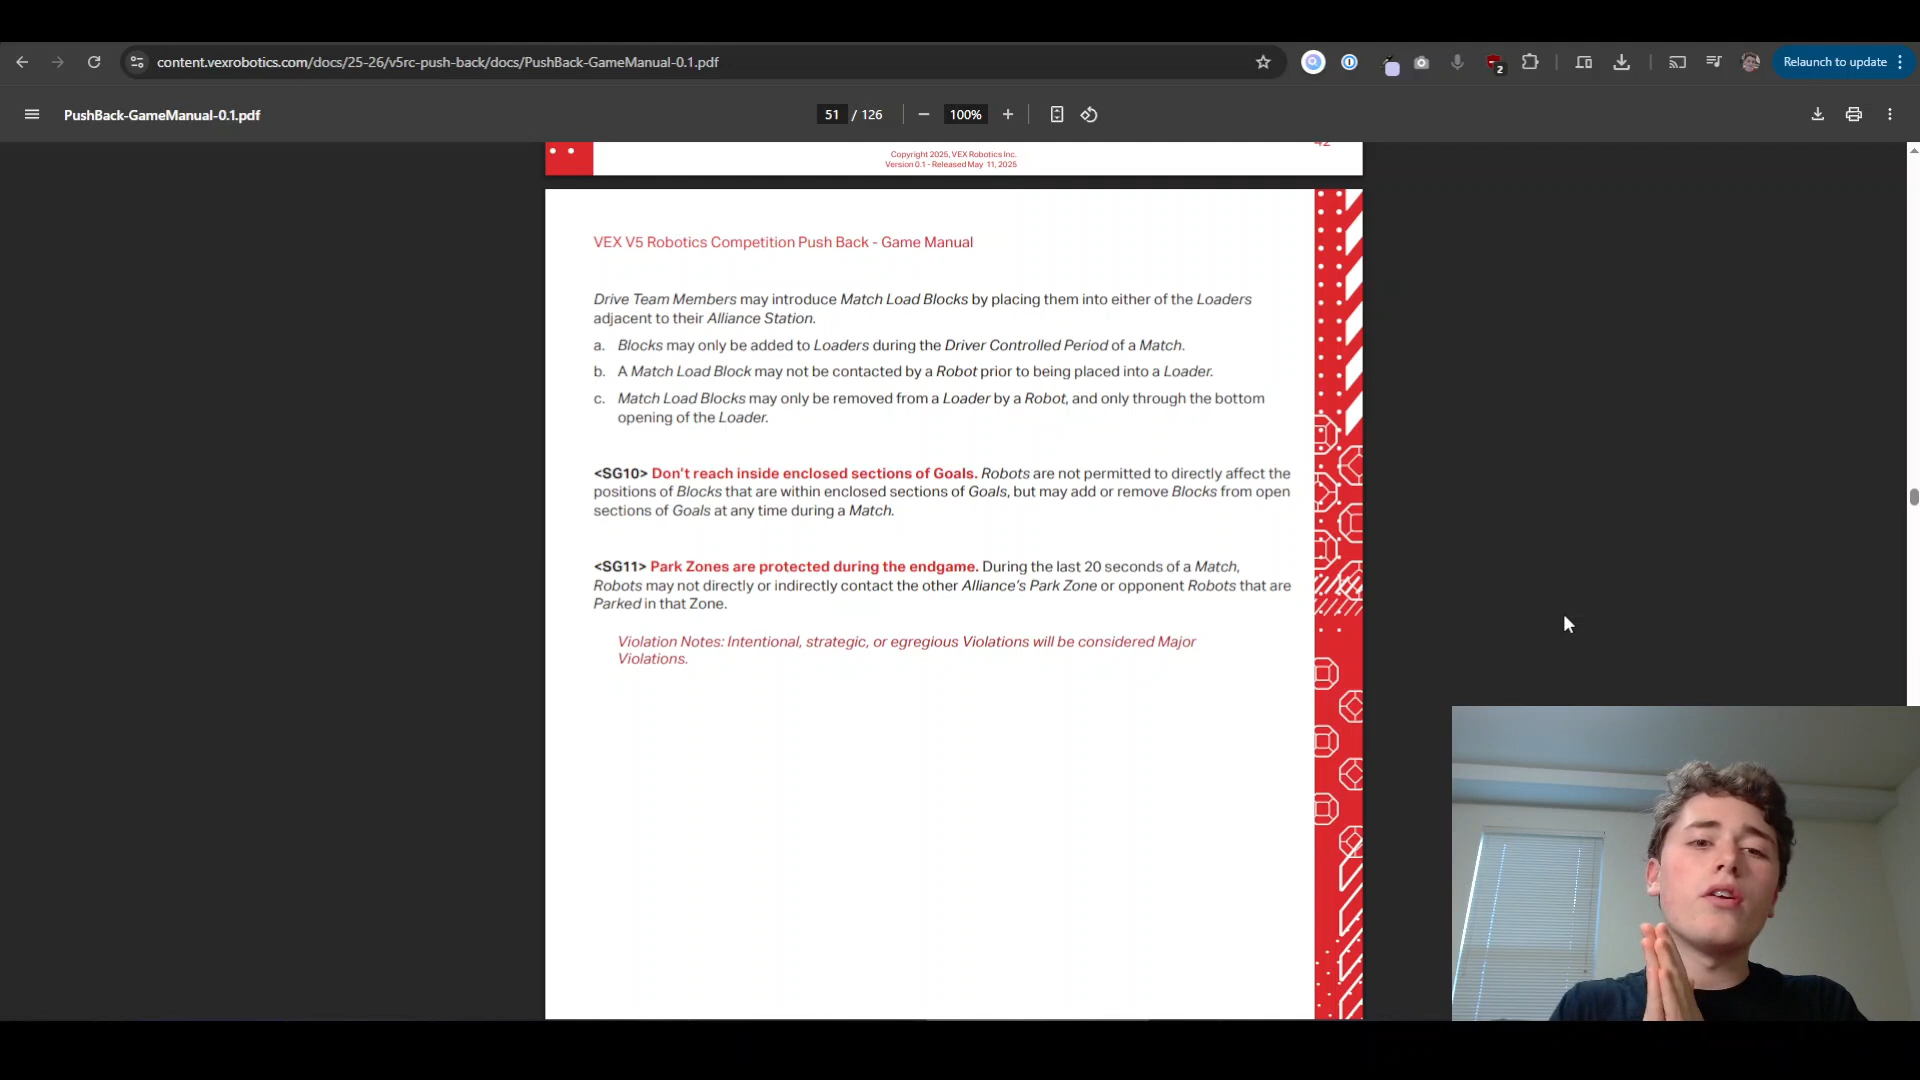 content.vexrobotics.com/docs/25-26/v5rc-push-back/docs/PushBack-GameManual-0.1.pdf
2
Relaunch to update
PushBack-GameManual-0.1.pdf
51 / 126
100%
42
Copyright 2025, VEX Robotics Inc.
Version 0.1 - Released May 11, 2025
VEX V5 Robotics Competition Push Back - Game Manual
Drive Team Members may introduce Match Load Blocks by placing them into either of the Loaders
adjacent to their Alliance Station.
a. Blocks may only be added to Loaders during the Driver Controlled Period of a Match.
b. A Match Load Block may not be contacted by a Robot prior to being placed into a Loader.
c. Match Load Blocks may only be removed from a Loader by a Robot, and only through the bottom
opening of the Loader.
<SG10> Don't reach inside enclosed sections of Goals. Robots are not permitted to directly affect the
positions of Blocks that are within enclosed sections of Goals, but may add or remove Blocks from open
sections of Goals at any time during a Match.
<SG11> Park Zones are protected during the endgame. During the last 20 seconds of a Match,
Robots may not directly or indirectly contact the other Alliance's Park Zone or opponent Robots that are
Parked in that Zone.
Violation Notes: Intentional, strategic, or egregious Violations will be considered Major
Violations.